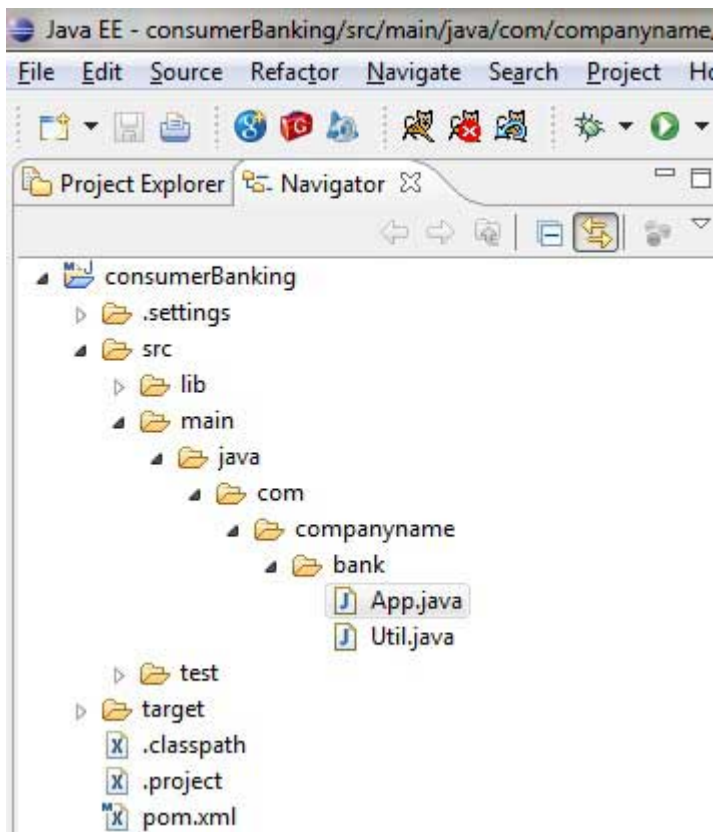 Java EE - consumerBanking/src/main/java/com/companyname/
File Edit Source Refactor Navigate Search Project
Project Explorer Navigator
consumerBanking
.settings
src
lib
main
java
com
companyname
bank
App.java
Util.java
test
target
.classpath
.project
pom.xml